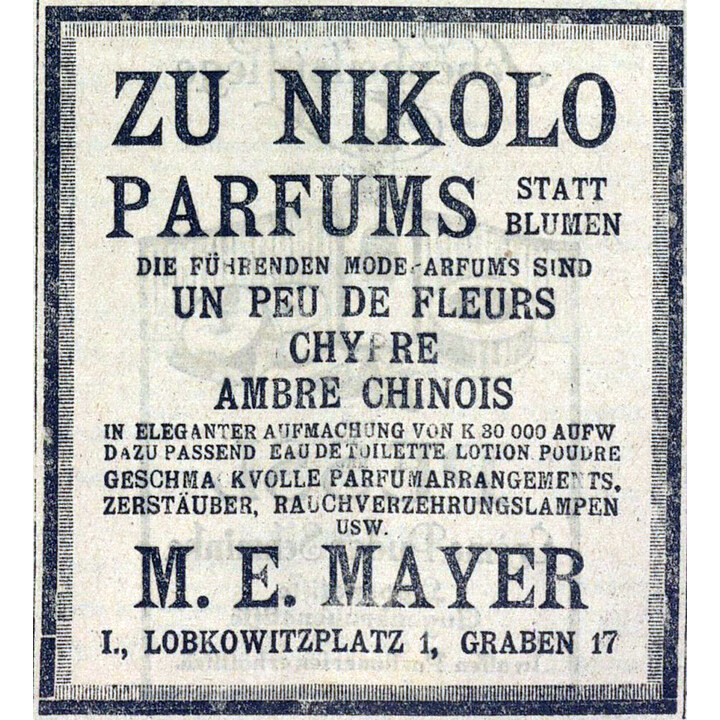 ZU NIKOLO
PARFUMS STATT BLUMEN
DIE FÜHRENDEN MODE-ARFUMS SIND
UN PEU DE FLEURS
CHYPRE
AMBRE CHINOIS
IN ELEGANTER AUFMACHUNG VON K 30 000 AUFW
DAZU PASSEND EAU DE TOILETTE LOTION POUDRE
GESCHMA KVOLLE PARFUMARRANGEMENTS,
ZERSTÄUBER, RAUCHVERZEHRUNGSLAMPEN
USW.
M. E. MAYER
I., LOBKOWITZPLATZ 1, GRABEN 17